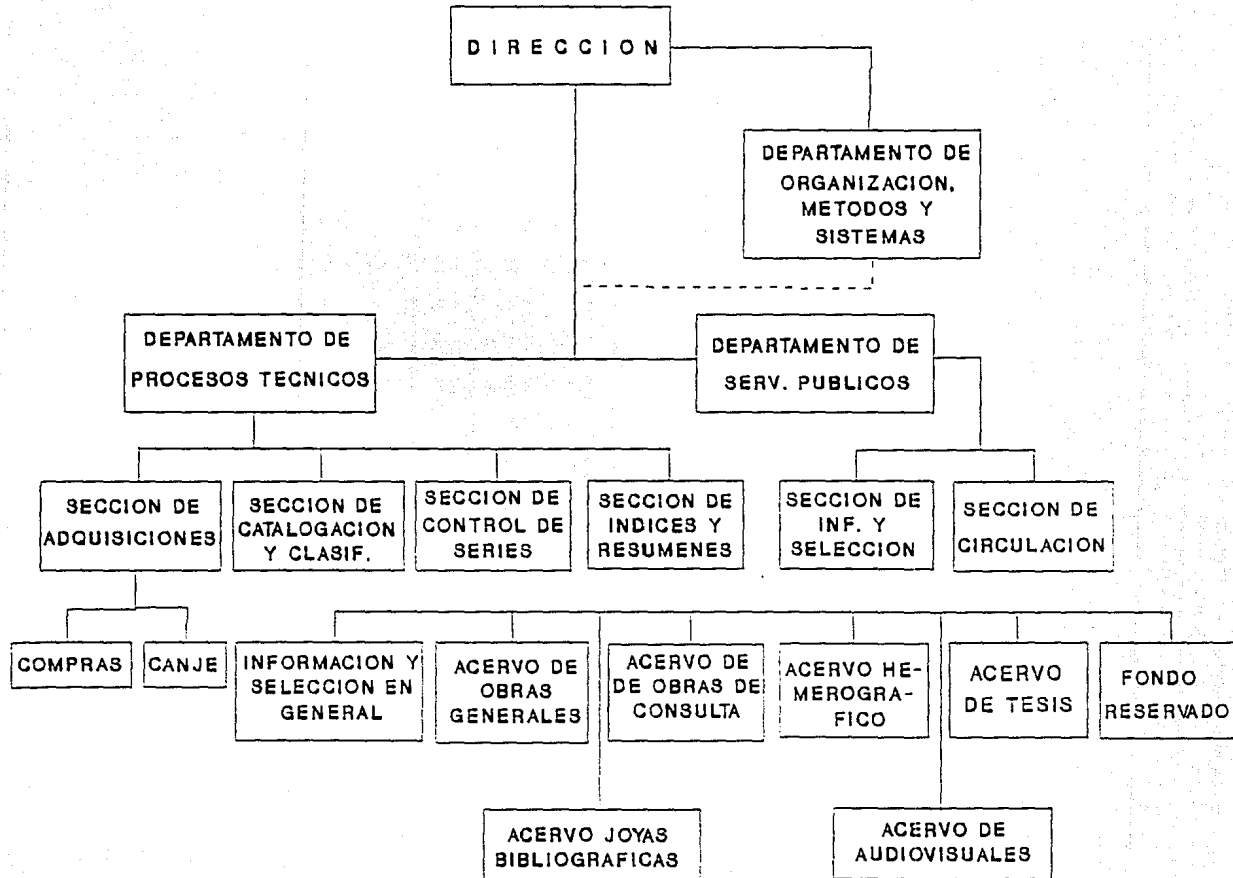 DIRECCION
DEPARTAMENTO DE
ORGANIZACION,
METODOS Y
SISTEMAS
DEPARTAMENTO DE
PROCESOS TECNICOS
DEPARTAMENTO DE
SERV. PUBLICOS
SECCION DE
ADQUISICIONES
SECCION DE
CATALOGACION
Y CLASIF.
SECCION DE
CONTROL DE
SERIES
SECCION DE
INDICES Y
RESUMENES
SECCION DE
INF. Y
SELECCION
SECCION DE
CIRCULACION
COMPRAS
CANJE
INFORMACION Y
SELECCION EN
GENERAL
ACERVO DE
OBRAS
GENERALES
ACERVO DE
DE OBRAS DE
CONSULTA
ACERVO HE-
MEROGRA-
FICO
ACERVO
DE TESIS
FONDO
RESERVADO
ACERVO JOYAS
BIBLIOGRAFICAS
ACERVO DE
AUDIOVISUALES